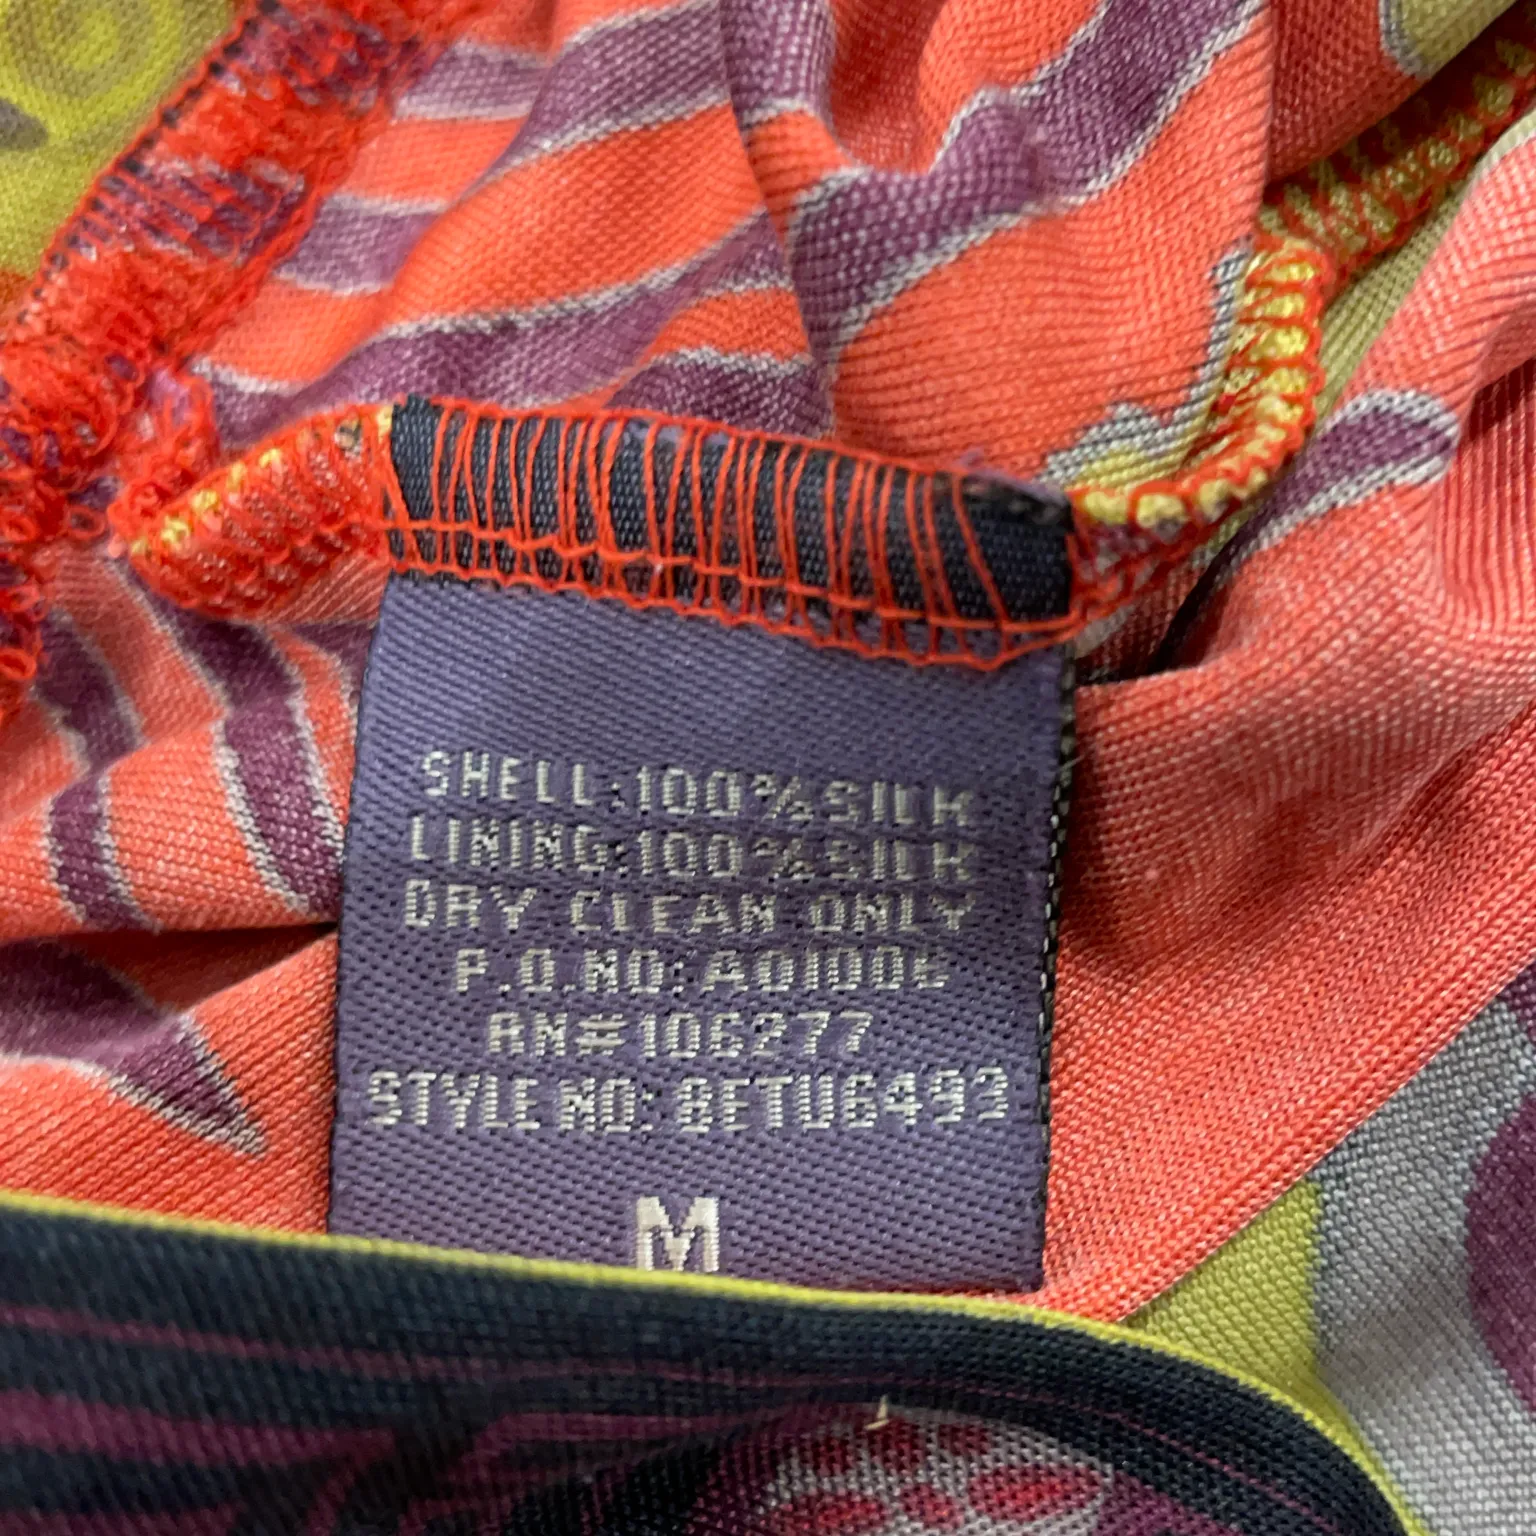 SHELL:100%SILK
LINING:100%SILK
DRY CLEAN ONLY
P.O.NO:A01006
RN#106277
STYLE NO: 8ETU6493
M